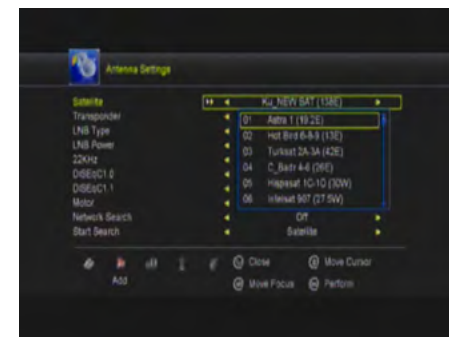 Antenna Settings
Satellite Ku_NEW SAT (138E)
Transponder 01 Astra 1 (19.2E)
LNB Type 02 Hot Bird 6-8-9 (13E)
LNB Power 03 Turksat 2A-3A (42E)
22KHz 04 C_Badr 4-6 (26E)
DiSEqC1.0 05 Hispasat 1C-1D (30W)
DiSEqC1.1 06 Intelsat 907 (27.5W)
Motor
Network Search Off
Start Search Satellite
Add
Close Move Cursor
Move Focus Perform